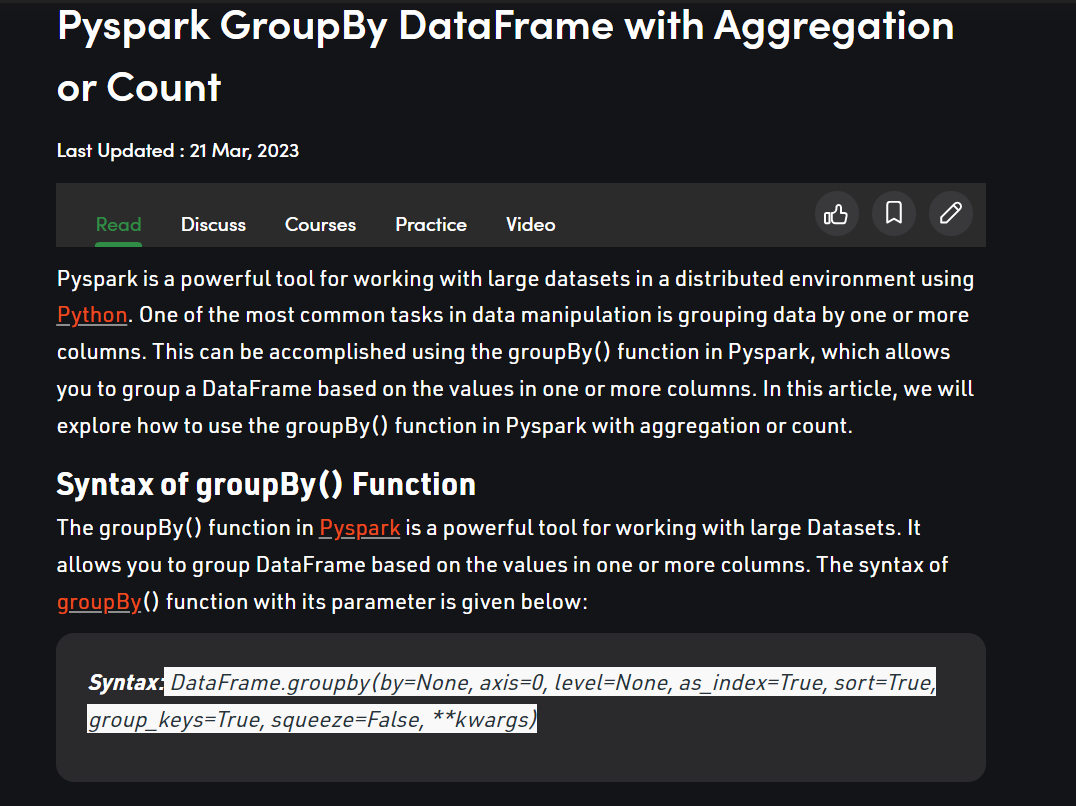 Pyspark GroupBy DataFrame with Aggregation
or Count
Last Updated : 21 Mar, 2023
Read Discuss Courses Practice Video
Pyspark is a powerful tool for working with large datasets in a distributed environment using
Python. One of the most common tasks in data manipulation is grouping data by one or more
columns. This can be accomplished using the groupBy() function in Pyspark, which allows
you to group a DataFrame based on the values in one or more columns. In this article, we will
explore how to use the groupBy() function in Pyspark with aggregation or count.
Syntax of groupBy() Function
The groupBy() function in Pyspark is a powerful tool for working with large Datasets. It
allows you to group DataFrame based on the values in one or more columns. The syntax of
groupBy() function with its parameter is given below:
Syntax: DataFrame.groupby(by=None, axis=0, level=None, as_index=True, sort=True,
group_keys=True, squeeze=False, **kwargs)